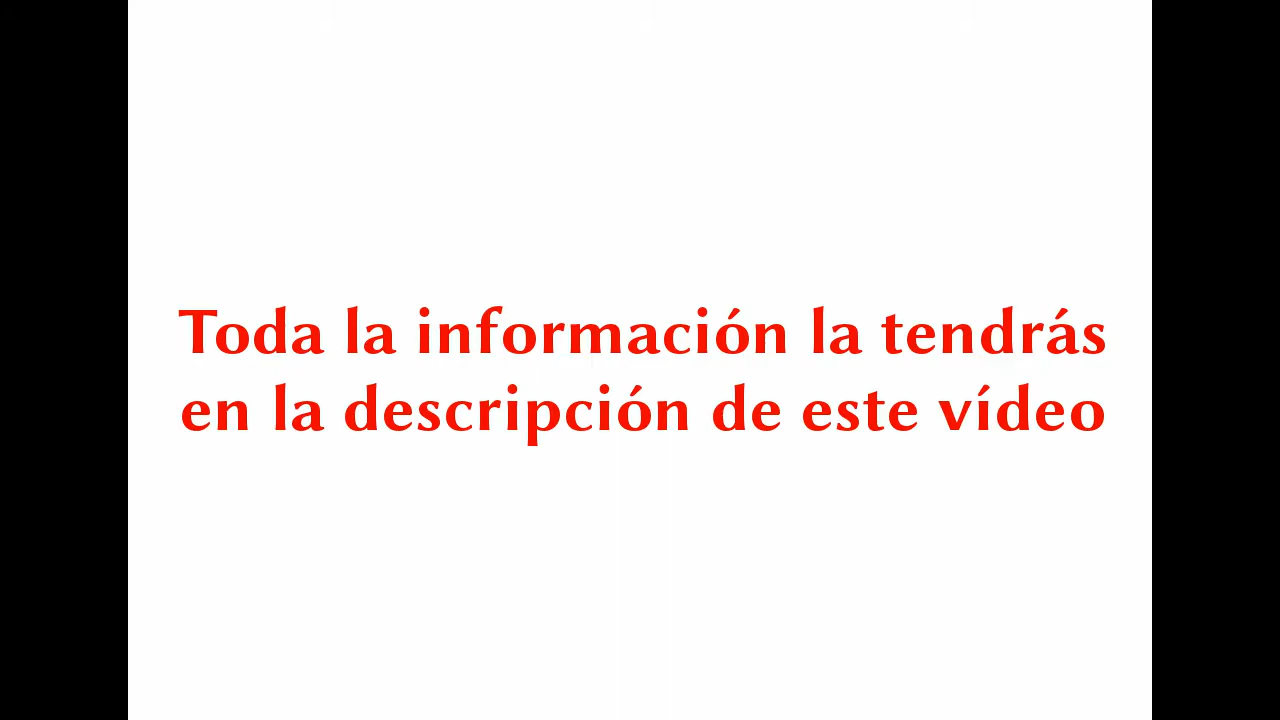 Toda la información la tendrás
en la descripción de este vídeo